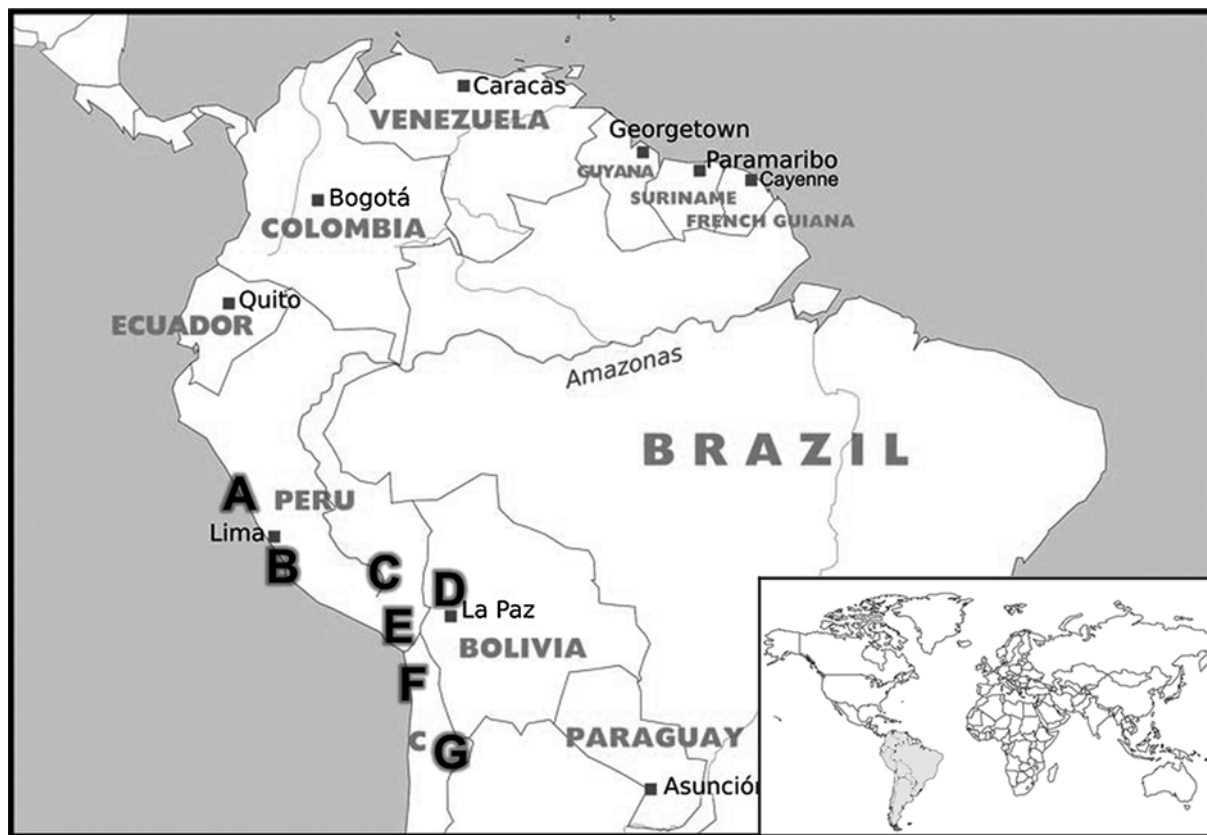 Caracas
VENEZUELA
Georgetown
GUYANA
Paramaribo
Cayenne
SURINAME
FRENCH GUIANA
Bogotá
COLOMBIA
Quito
ECUADOR
Amazonas
BRAZIL
A
PERU
Lima
B
C
D
La Paz
E
BOLIVIA
F
C
G
PARAGUAY
Asunción